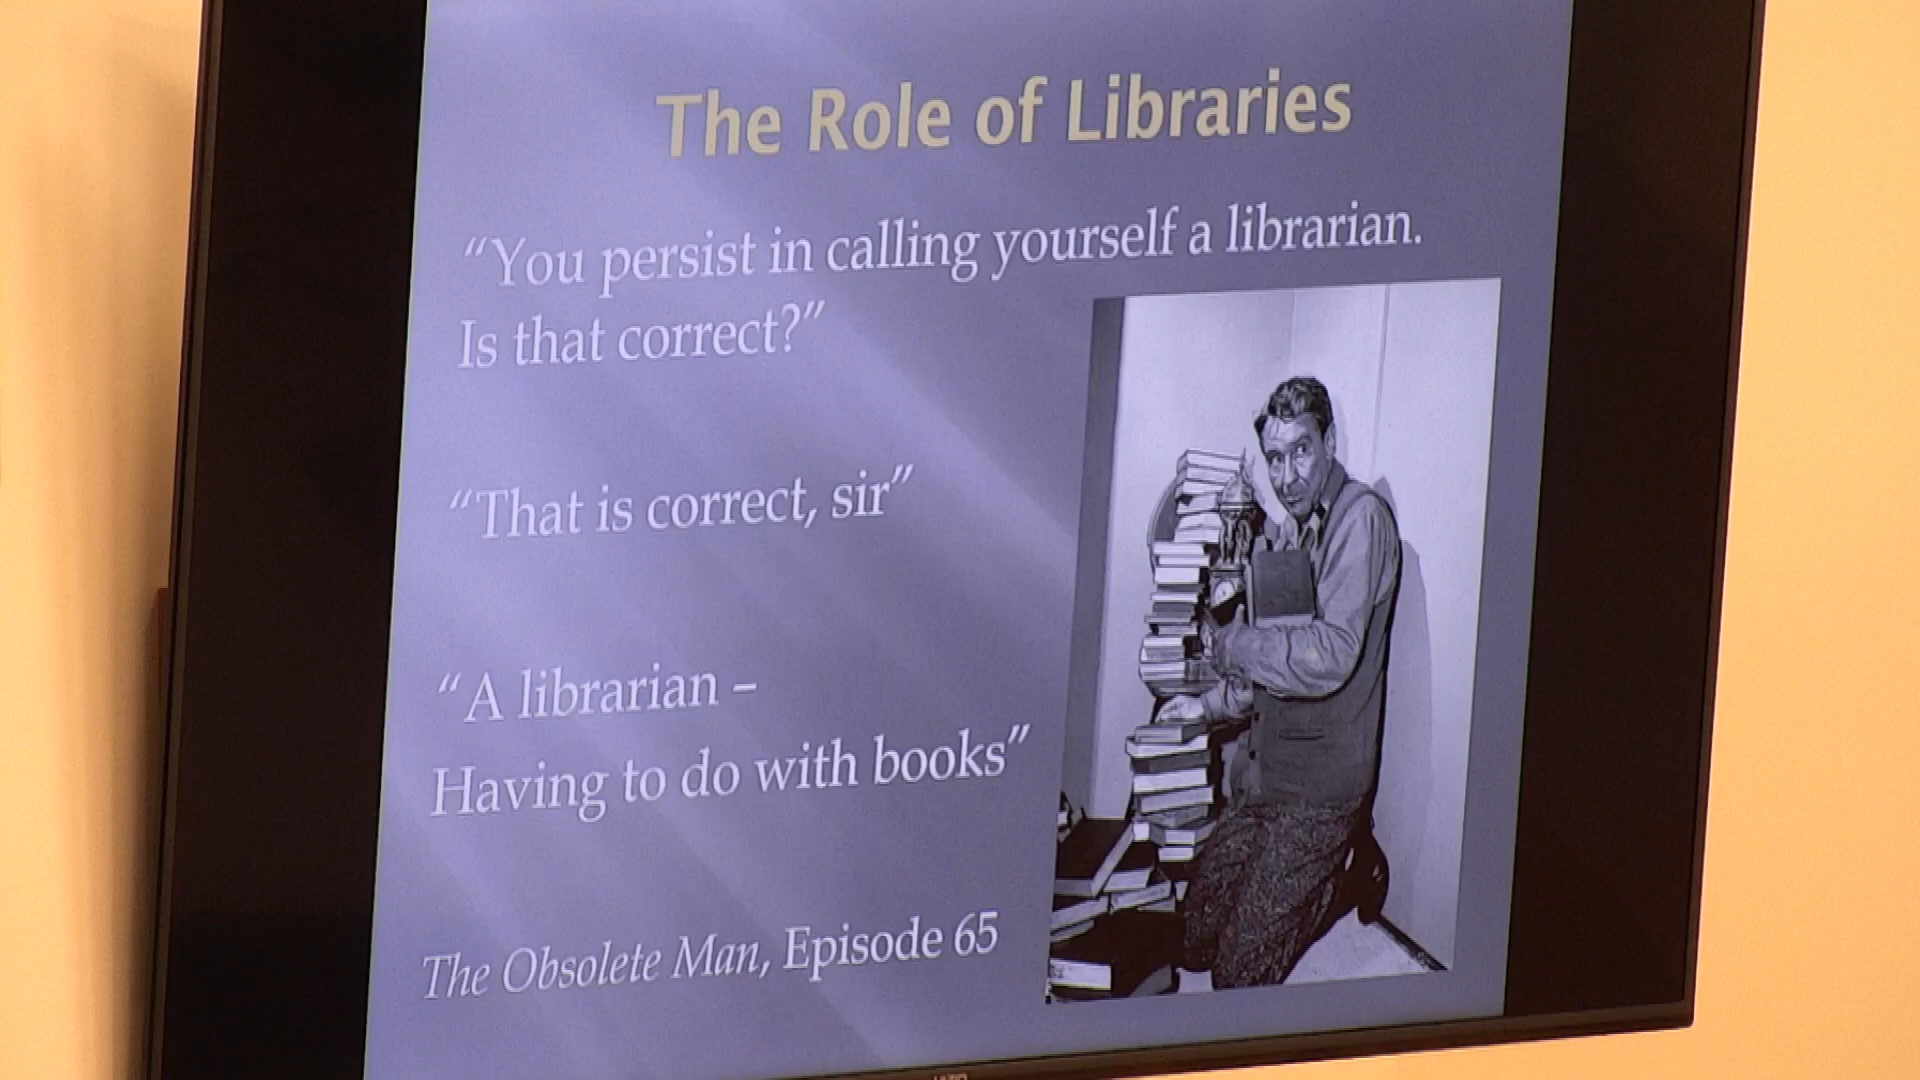 The Role of Libraries
“You persist in calling yourself a librarian.
Is that correct?”
“That is correct, sir”
“A librarian –
Having to do with books”
The Obsolete Man, Episode 65